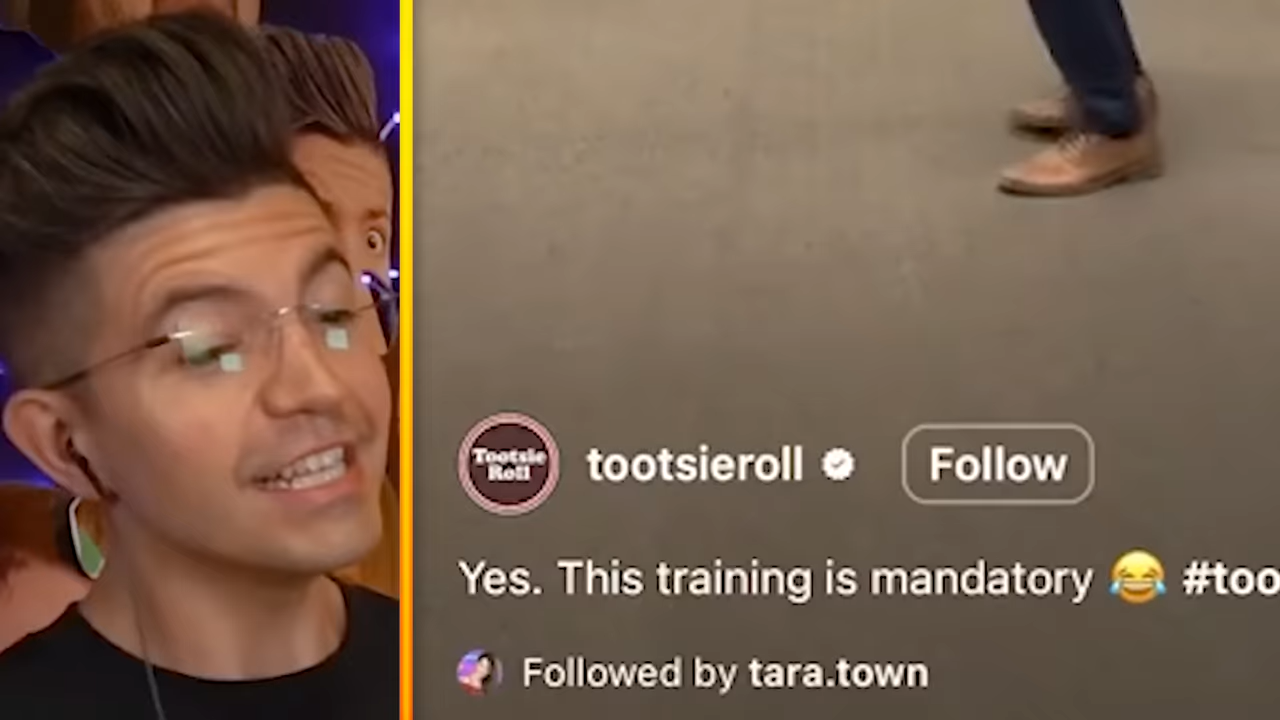 Tootsie
Roll
tootsieroll
Follow
Yes. This training is mandatory 😂 #too
Followed by tara.town